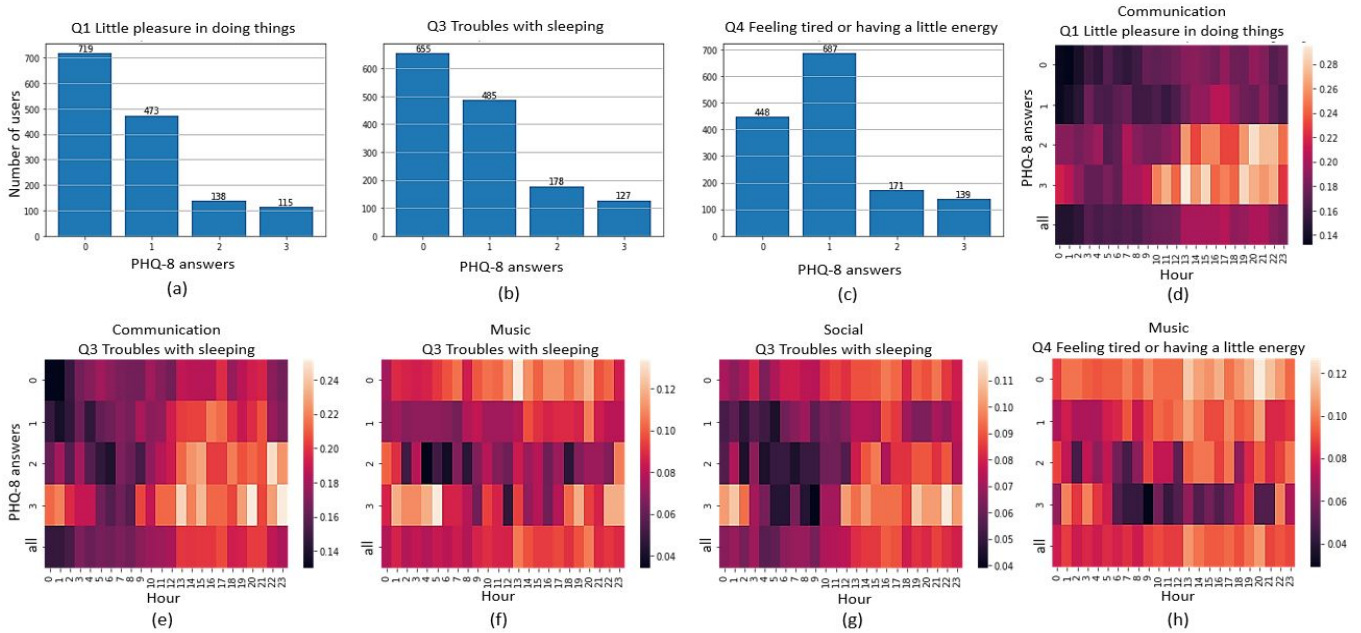 Q1 Little pleasure in doing things
719
473
138
115
700
600
500
400
300
200
100
0
Number of users
0 1 2 3
PHQ-8 answers
(a)
Q3 Troubles with sleeping
655
485
178
127
600
500
400
300
200
100
0
0 1 2 3
PHQ-8 answers
(b)
Q4 Feeling tired or having a little energy
687
448
171
139
700
600
500
400
300
200
100
0
0 1 2 3
PHQ-8 answers
(c)
Communication
Q1 Little pleasure in doing things
PHQ-8 answers
0
1
2
3
all
0 1 2 3 4 5 6 7 8 9 10 11 12 13 14 15 16 17 18 19 20 21 22 23
Hour
0.28
0.26
0.24
0.22
0.20
0.18
0.16
0.14
(d)
Communication
Q3 Troubles with sleeping
PHQ-8 answers
0
1
2
3
all
0 1 2 3 4 5 6 7 8 9 10 11 12 13 14 15 16 17 18 19 20 21 22 23
Hour
0.24
0.22
0.20
0.18
0.16
0.14
(e)
Music
Q3 Troubles with sleeping
0
1
2
3
all
0 1 2 3 4 5 6 7 8 9 10 11 12 13 14 15 16 17 18 19 20 21 22 23
Hour
0.12
0.10
0.08
0.06
0.04
(f)
Social
Q3 Troubles with sleeping
0
1
2
3
all
0 1 2 3 4 5 6 7 8 9 10 11 12 13 14 15 16 17 18 19 20 21 22 23
Hour
0.11
0.10
0.09
0.08
0.07
0.06
0.05
0.04
(g)
Music
Q4 Feeling tired or having a little energy
0
1
2
3
all
0 1 2 3 4 5 6 7 8 9 10 11 12 13 14 15 16 17 18 19 20 21 22 23
Hour
0.12
0.10
0.08
0.06
0.04
(h)